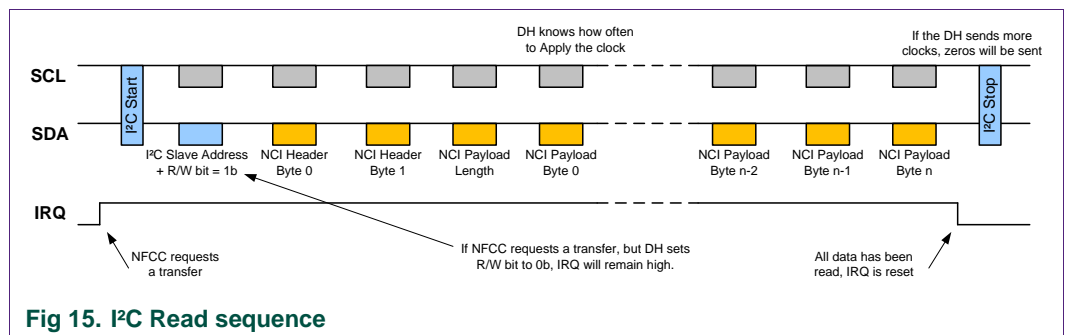 DH knows how often
to Apply the clock
If the DH sends more
clocks, zeros will be sent
SCL
I²C Start
I²C Stop
SDA
I²C Slave Address
+ R/W bit = 1b
NCI Header
Byte 0
NCI Header
Byte 1
NCI Payload
Length
NCI Payload
Byte 0
NCI Payload
Byte n-2
NCI Payload
Byte n-1
NCI Payload
Byte n
IRQ
NFCC requests
a transfer
If NFCC requests a transfer, but DH sets
R/W bit to 0b, IRQ will remain high.
All data has been
read, IRQ is reset
Fig 15. I²C Read sequence